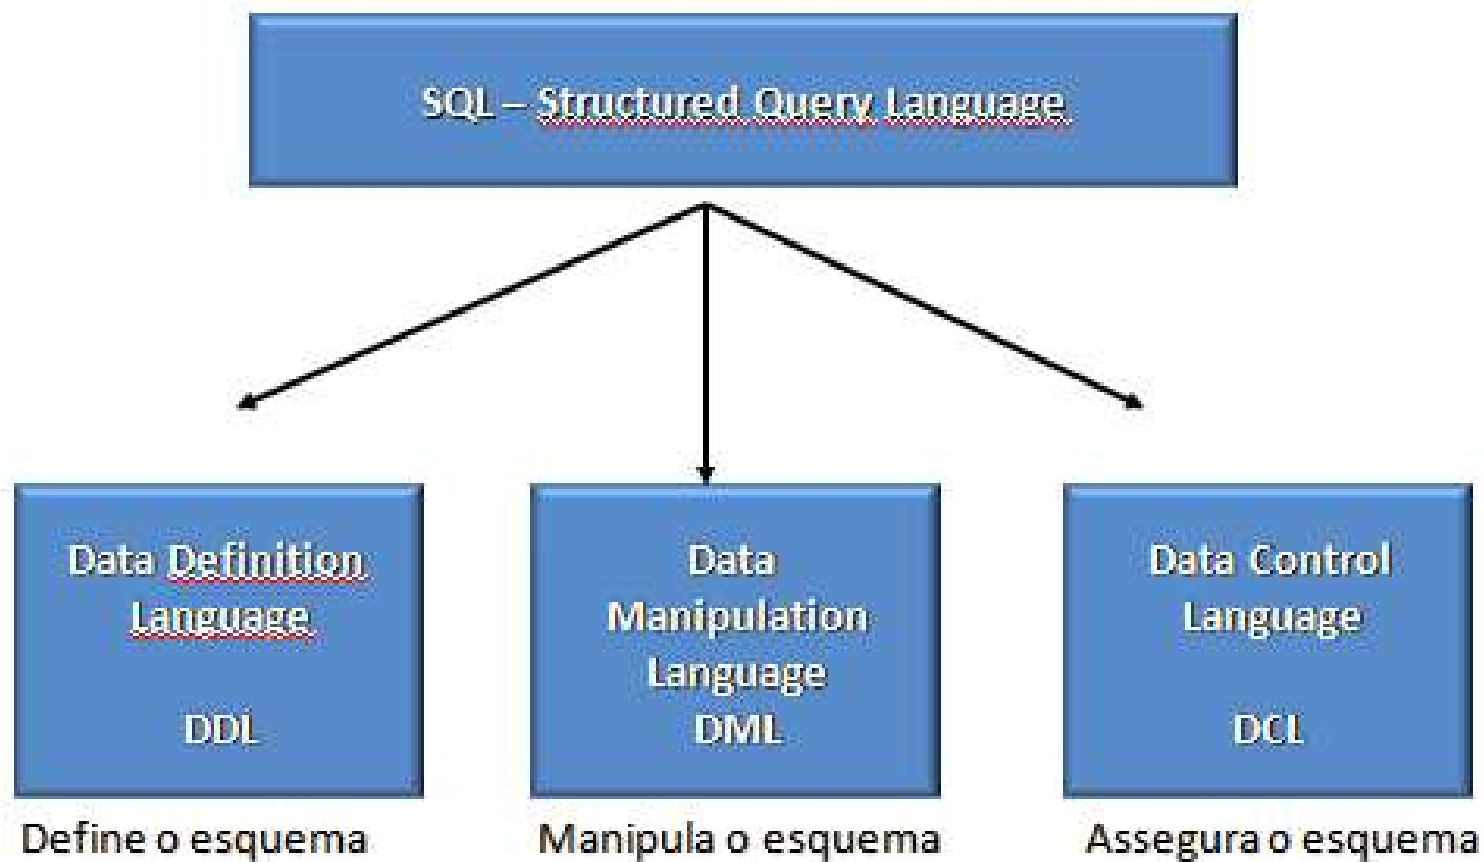 SQL – Structured Query Language
Data Definition
Language
DDL
Define o esquema
Data
Manipulation
Language
DML
Manipula o esquema
Data Control
Language
DCL
Assegura o esquema